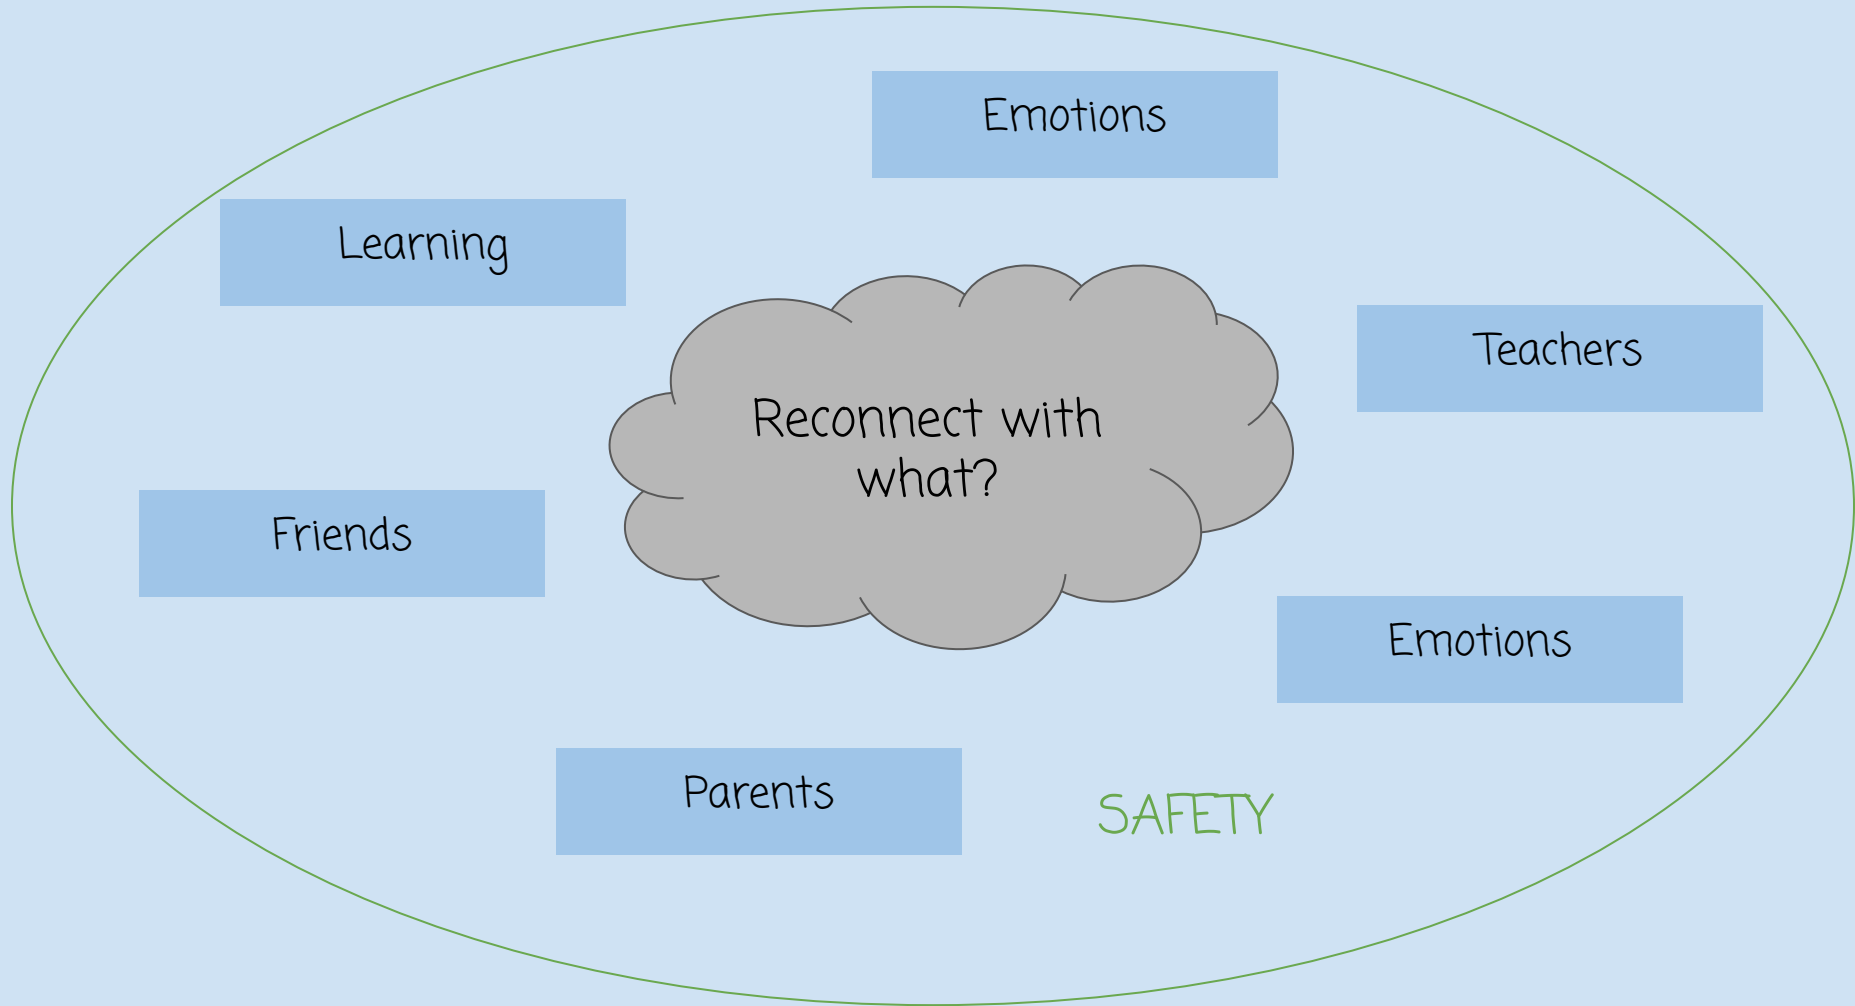 Emotions
Learning
Teachers
Reconnect with
what?
Friends
Emotions
Parents
SAFETY